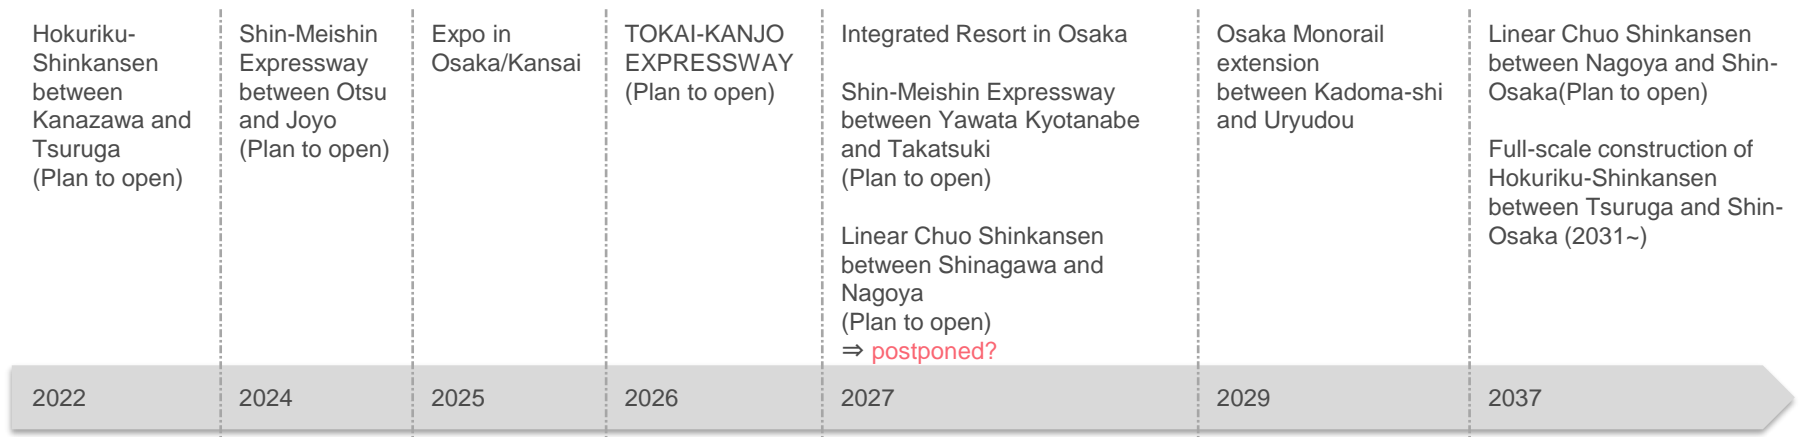 Hokuriku-
Shinkansen
between
Kanazawa and
Tsuruga
(Plan to open)
Shin-Meishin
Expressway
between Otsu
and Joyo
(Plan to open)
Expo in
Osaka/Kansai
TOKAI-KANJO
EXPRESSWAY
(Plan to open)
Integrated Resort in Osaka
Shin-Meishin Expressway
between Yawata Kyotanabe
and Takatsuki
(Plan to open)
Linear Chuo Shinkansen
between Shinagawa and
Nagoya
(Plan to open)
⇒ postponed?
Osaka Monorail
extension
between Kadoma-shi
and Uryudou
Linear Chuo Shinkansen
between Nagoya and Shin-
Osaka(Plan to open)
Full-scale construction of
Hokuriku-Shinkansen
between Tsuruga and Shin-
Osaka (2031~)
2022
2024
2025
2026
2027
2029
2037